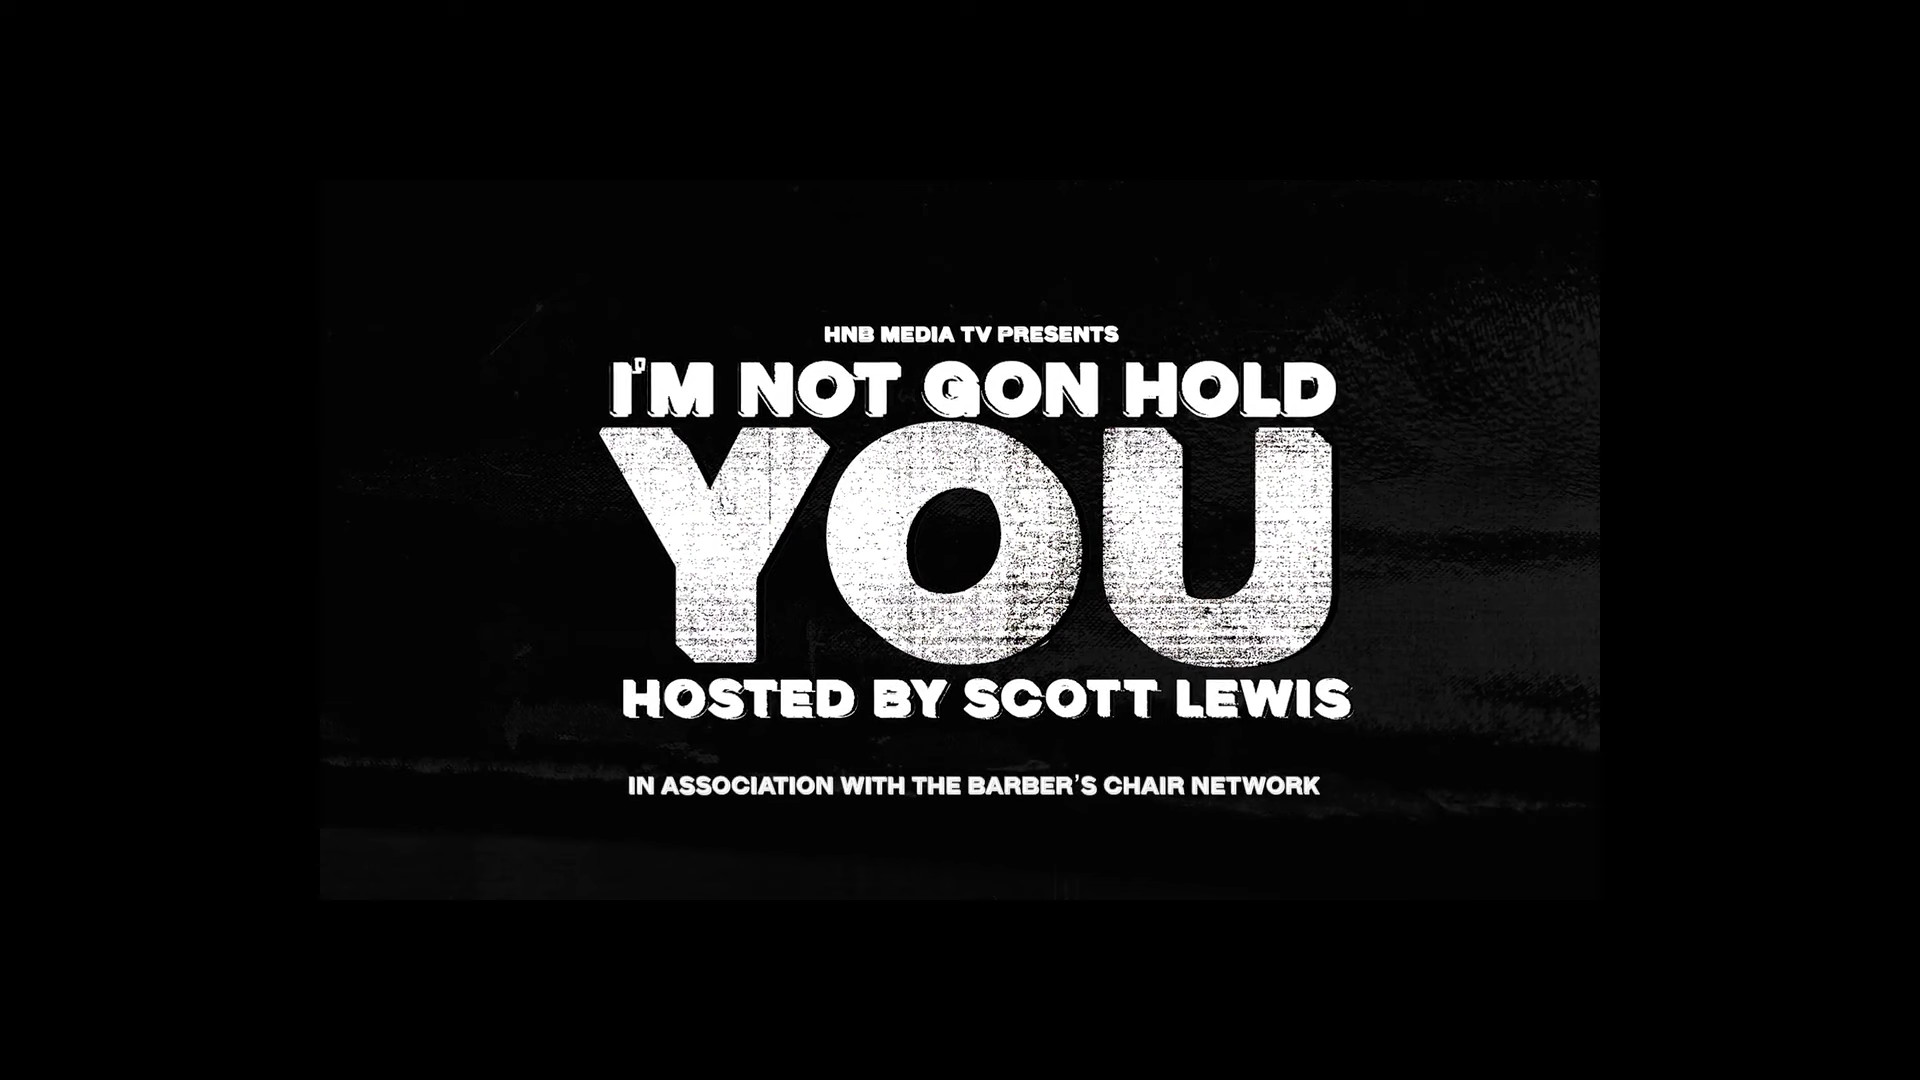 HNB MEDIA TV PRESENTS
I'M NOT GON HOLD
YOU
HOSTED BY SCOTT LEWIS
IN ASSOCIATION WITH THE BARBER'S CHAIR NETWORK